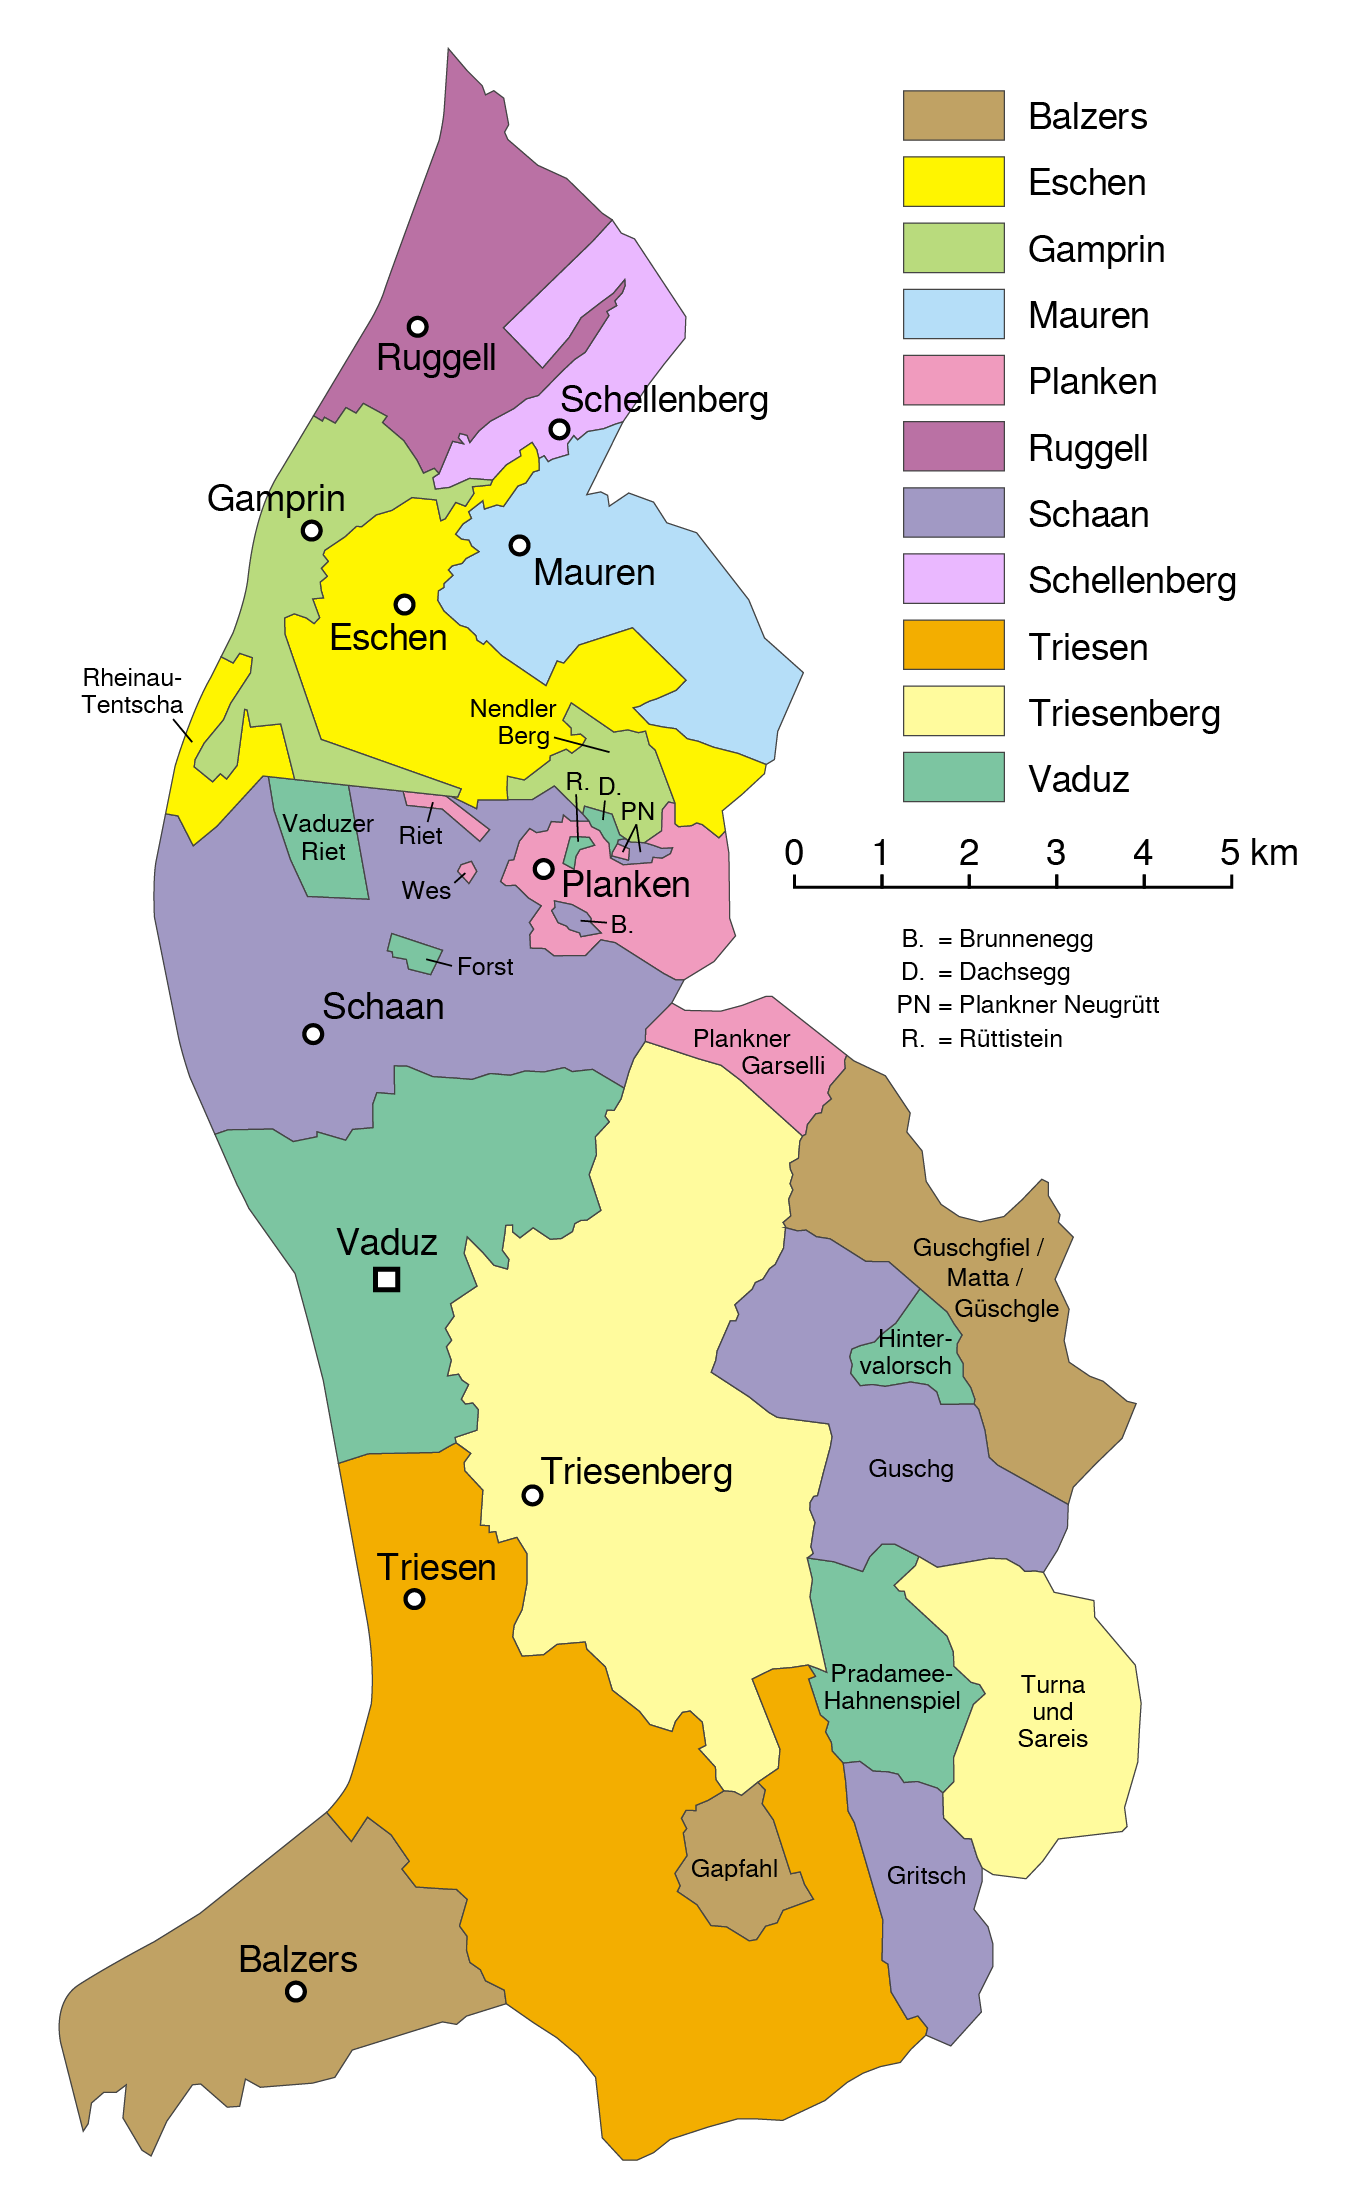 Balzers
Eschen
Gamprin
Mauren
Planken
Ruggell
Schaan
Schellenberg
Triesen
Triesenberg
Vaduz
0 1 2 3 4 5 km
B. = Brunnenegg
D. = Dachsegg
PN = Plankner Neugrütt
R. = Rüttistein
Ruggell
Schellenberg
Gamprin
Mauren
Eschen
Rheinau-
Tentscha
Nendler
Berg
R.
D.
PN
Vaduzer
Riet
Riet
Wes
Planken
B.
Forst
Schaan
Plankner
Garselli
Vaduz
Guschgfiel /
Matta /
Güschgle
Hinter-
valorsch
Guschg
Triesenberg
Triesen
Pradamee-
Hahnenspiel
Turna
und
Sareis
Gapfahl
Gritsch
Balzers